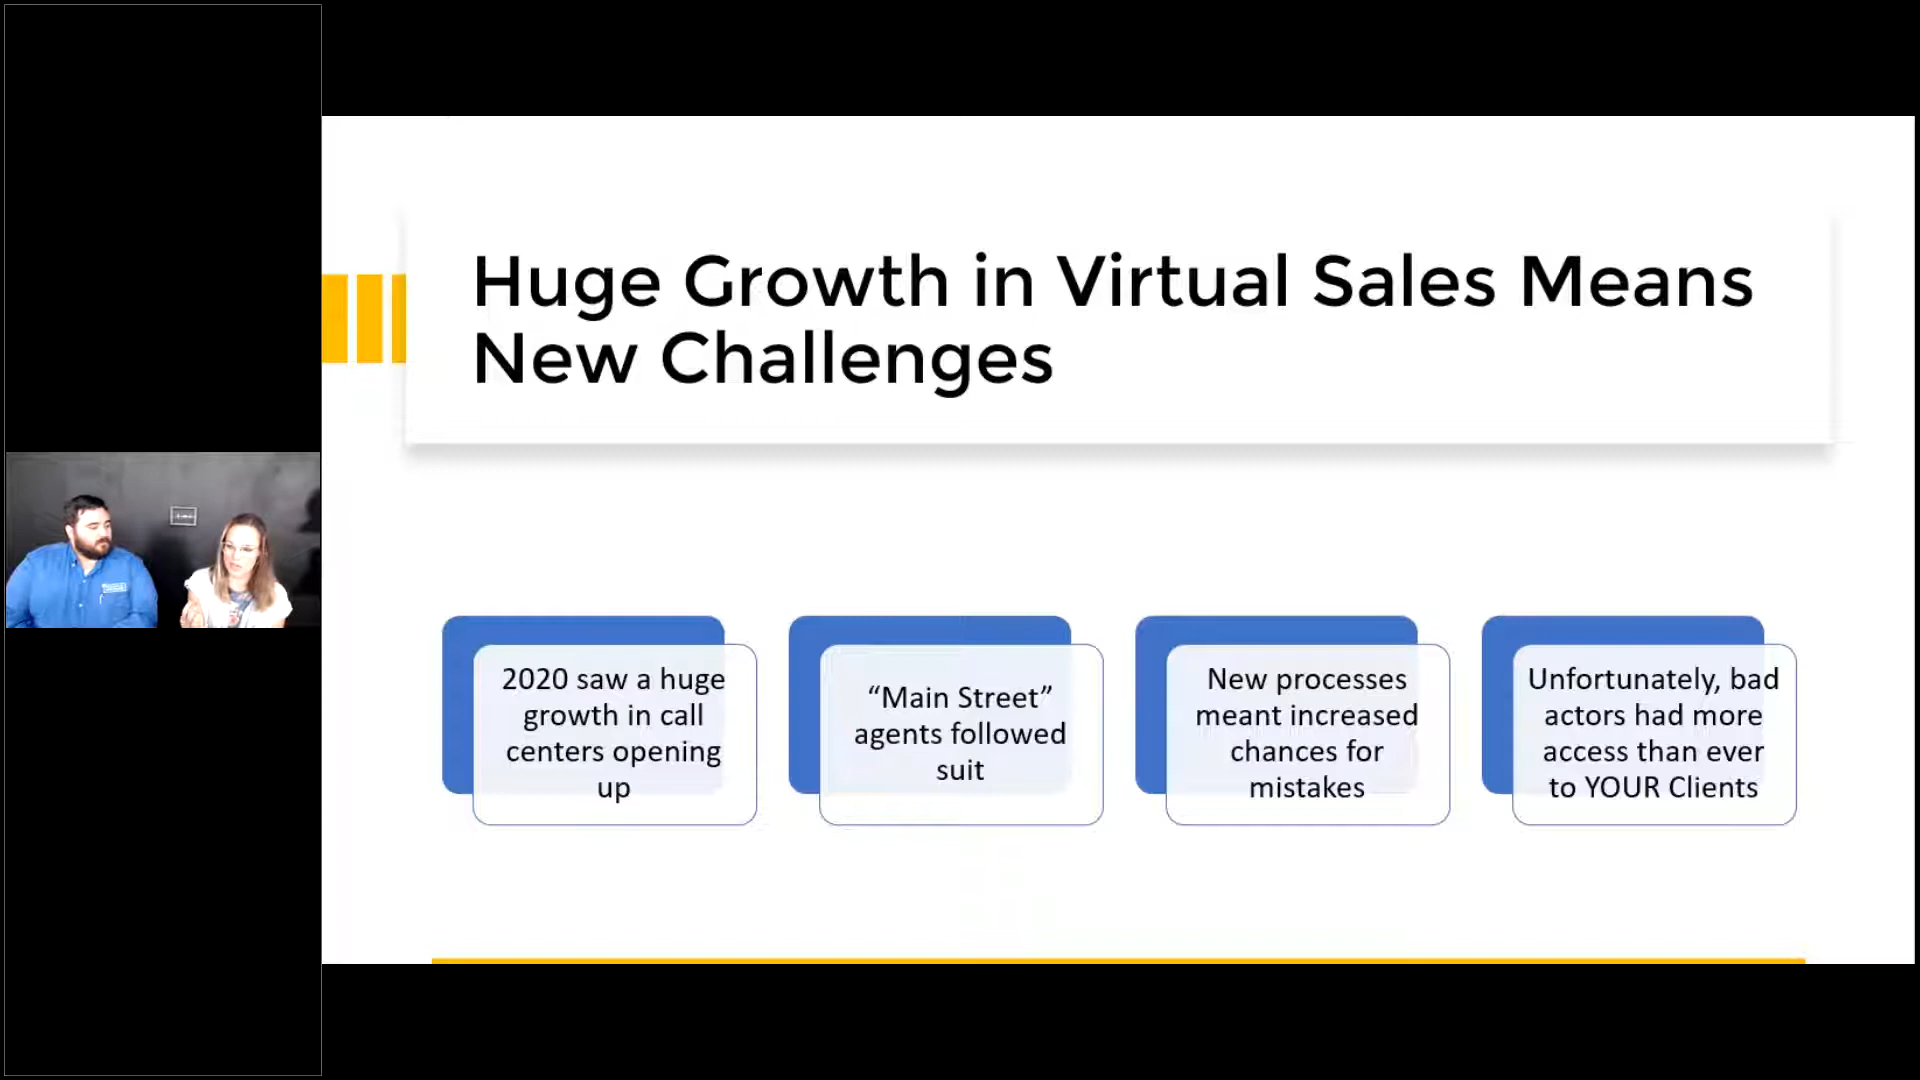 Huge Growth in Virtual Sales Means
New Challenges
2020 saw a huge
growth in call
centers opening
up
“Main Street”
agents followed
suit
New processes
meant increased
chances for
mistakes
Unfortunately, bad
actors had more
access than ever
to YOUR Clients